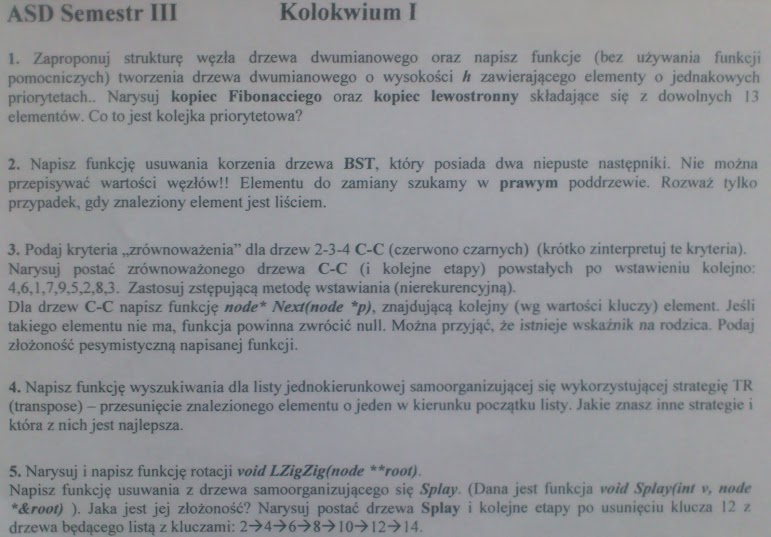 ASD Semestr III Kolokwium I
1. Zaproponuj strukturę węzła drzewa dwumianowego oraz napisz funkcje (bez używania funkcji
pomocniczych) tworzenia drzewa dwumianowego o wysokości h zawierającego elementy o jednakowych
priorytetach.. Narysuj kopiec Fibonacciego oraz kopiec lewostronny składające się z dowolnych 13
elementów. Co to jest kolejka priorytetowa?
2. Napisz funkcję usuwania korzenia drzewa BST, który posiada dwa niepuste następniki. Nie można
przepisywać wartości węzłów!! Elementu do zamiany szukamy w prawym poddrzewie. Rozważ tylko
przypadek, gdy znaleziony element jest liściem.
3. Podaj kryteria „zrównoważenia” dla drzew 2-3-4 C-C (czerwono czarnych) (krótko zinterpretuj te kryteria).
Narysuj postać zrównoważonego drzewa C-C (i kolejne etapy) powstałych po wstawieniu kolejno:
4,6,1,7,9,5,2,8,3. Zastosuj zstępującą metodę wstawiania (nierekurencyjną).
Dla drzew C-C napisz funkcję node* Next(node *p), znajdującą kolejny (wg wartości kluczy) element. Jeśli
takiego elementu nie ma, funkcja powinna zwrócić null. Można przyjąć, że istnieje wskaźnik na rodzica. Podaj
złożoność pesymistyczną napisanej funkcji.
4. Napisz funkcję wyszukiwania dla listy jednokierunkowej samoorganizującej się wykorzystującej strategię TR
(transpose) – przesunięcie znalezionego elementu o jeden w kierunku początku listy. Jakie znasz inne strategie i
która z nich jest najlepsza.
5. Narysuj i napisz funkcję rotacji void LZigZig(node **root).
Napisz funkcję usuwania z drzewa samoorganizującego się Splay. (Dana jest funkcja void Splay(int v, node
*&root) ). Jaka jest jej złożoność? Narysuj postać drzewa Splay i kolejne etapy po usunięciu klucza 12 z
drzewa będącego listą z kluczami: 2→4→6→8→10→12→14.